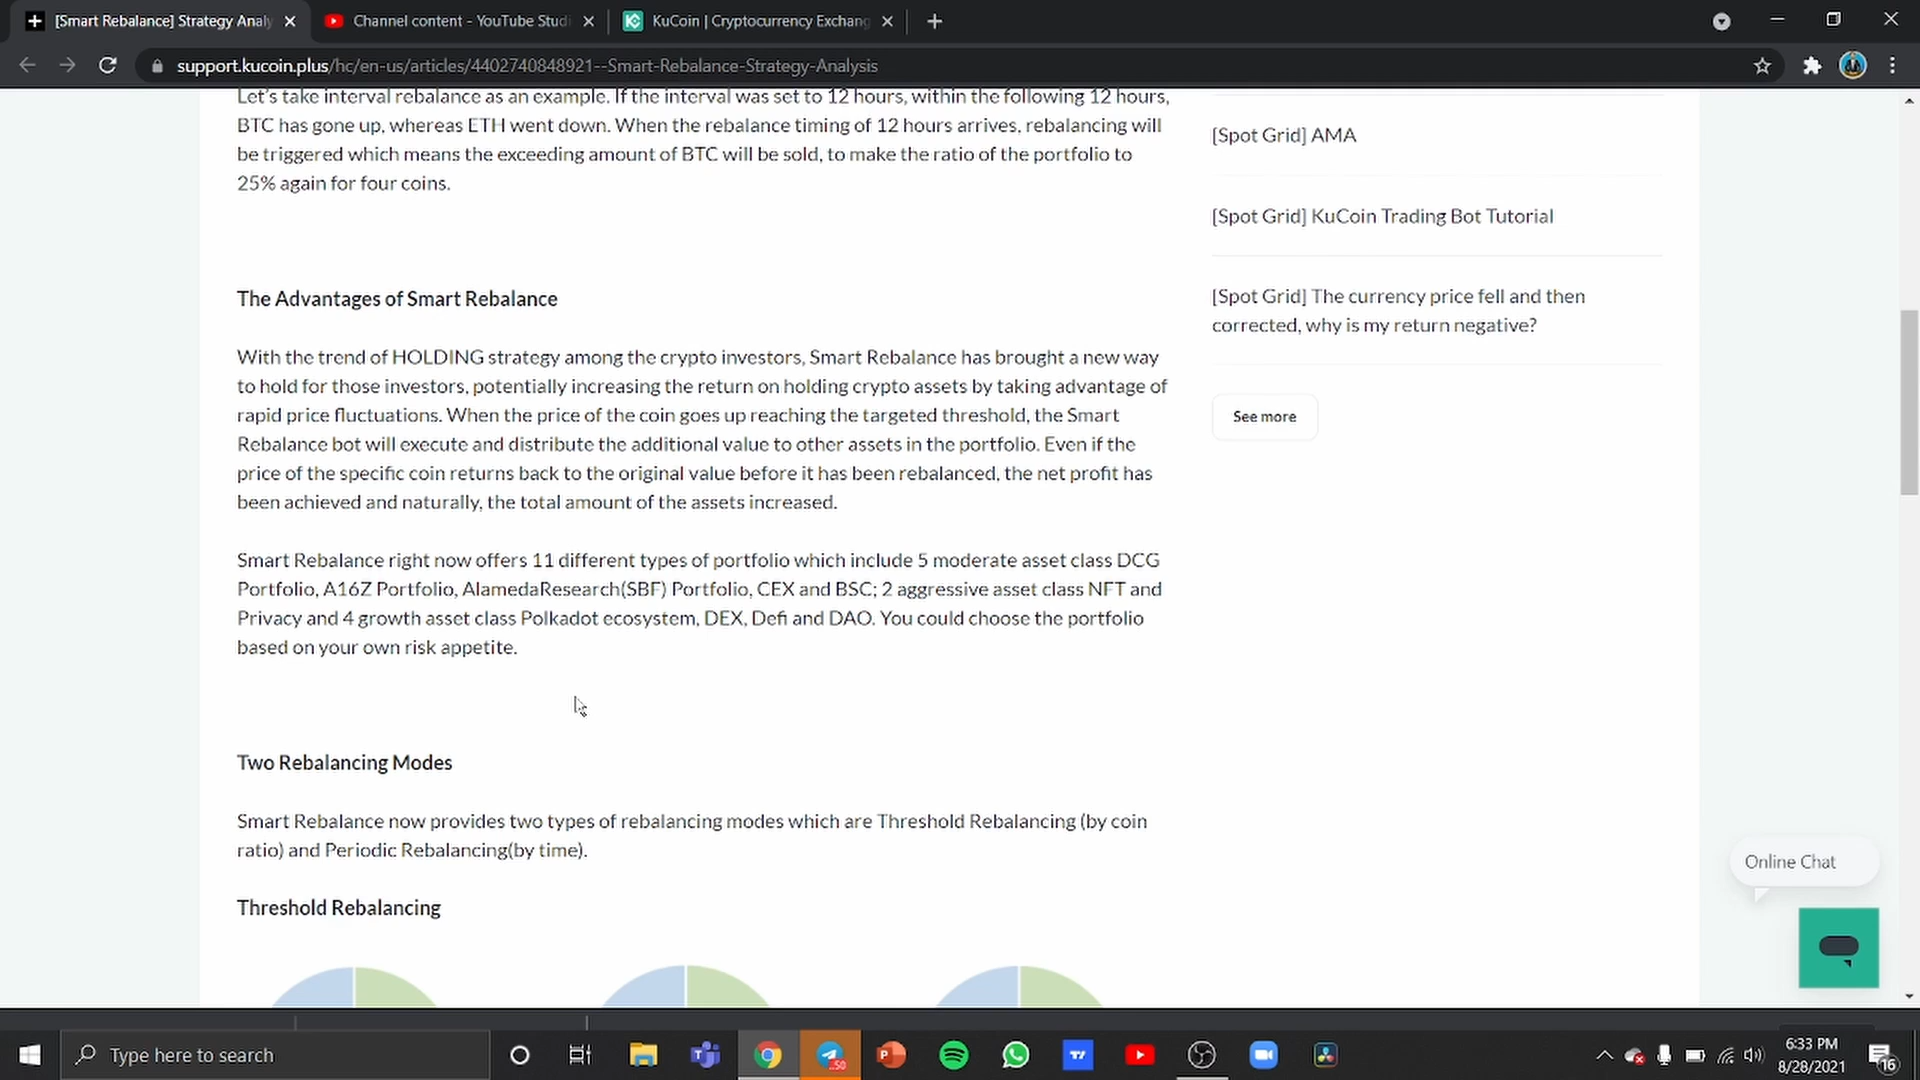 [Smart Rebalance] Strategy Analy
Channel content - YouTube Studi
KuCoin | Cryptocurrency Exchang
support.kucoin.plus/hc/en-us/articles/4402740848921--Smart-Rebalance-Strategy-Analysis
Let's take interval rebalance as an example. If the interval was set to 12 hours, within the following 12 hours,
BTC has gone up, whereas ETH went down. When the rebalance timing of 12 hours arrives, rebalancing will
be triggered which means the exceeding amount of BTC will be sold, to make the ratio of the portfolio to
25% again for four coins.
The Advantages of Smart Rebalance
With the trend of HOLDING strategy among the crypto investors, Smart Rebalance has brought a new way
to hold for those investors, potentially increasing the return on holding crypto assets by taking advantage of
rapid price fluctuations. When the price of the coin goes up reaching the targeted threshold, the Smart
Rebalance bot will execute and distribute the additional value to other assets in the portfolio. Even if the
price of the specific coin returns back to the original value before it has been rebalanced, the net profit has
been achieved and naturally, the total amount of the assets increased.
Smart Rebalance right now offers 11 different types of portfolio which include 5 moderate asset class DCG
Portfolio, A16Z Portfolio, AlamedaResearch(SBF) Portfolio, CEX and BSC; 2 aggressive asset class NFT and
Privacy and 4 growth asset class Polkadot ecosystem, DEX, Defi and DAO. You could choose the portfolio
based on your own risk appetite.
Two Rebalancing Modes
Smart Rebalance now provides two types of rebalancing modes which are Threshold Rebalancing (by coin
ratio) and Periodic Rebalancing(by time).
Threshold Rebalancing
[Spot Grid] AMA
[Spot Grid] KuCoin Trading Bot Tutorial
[Spot Grid] The currency price fell and then
corrected, why is my return negative?
See more
Online Chat
Type here to search
50
6:33 PM
8/28/2021
16